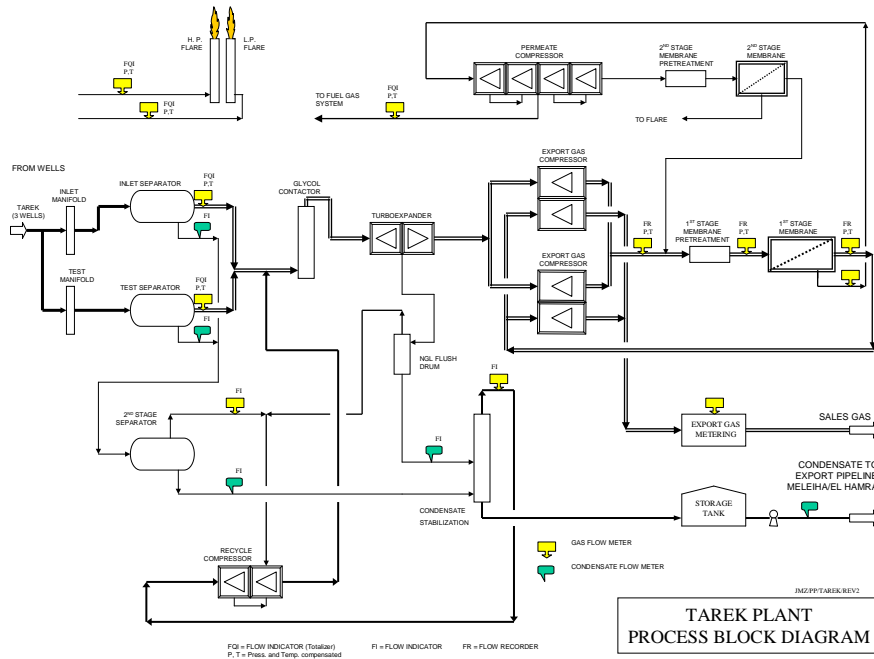 H. P.
FLARE
L.P.
FLARE
FQI
P,T
FQI
P,T
FQI
P,T
TO FUEL GAS
SYSTEM
PERMEATE
COMPRESSOR
2ND STAGE
MEMBRANE
PRETREATMENT
2ND STAGE
MEMBRANE
TO FLARE
FROM WELLS
TAREK
(3 WELLS)
INLET
MANIFOLD
INLET SEPARATOR
FQI
P,T
FI
GLYCOL
CONTACTOR
TURBOEXPANDER
EXPORT GAS
COMPRESSOR
FR
P,T
1ST STAGE
MEMBRANE
PRETREATMENT
FR
P,T
1ST STAGE
MEMBRANE
FR
P,T
TEST
MANIFOLD
TEST SEPARATOR
FQI
P,T
FI
EXPORT GAS
COMPRESSOR
NGL FLUSH
DRUM
FI
2ND STAGE
SEPARATOR
FI
FI
FI
CONDENSATE
STABILIZATION
EXPORT GAS
METERING
SALES GAS
CONDENSATE TO
EXPORT PIPELINE
MELEIHA/EL HAMRA
STORAGE
TANK
RECYCLE
COMPRESSOR
GAS FLOW METER
CONDENSATE FLOW METER
JMZ/PP/TAREK/REV2
TAREK PLANT
PROCESS BLOCK DIAGRAM
FQI = FLOW INDICATOR (Totalizer)
P, T = Press. and Temp. compensated
FI = FLOW INDICATOR
FR = FLOW RECORDER